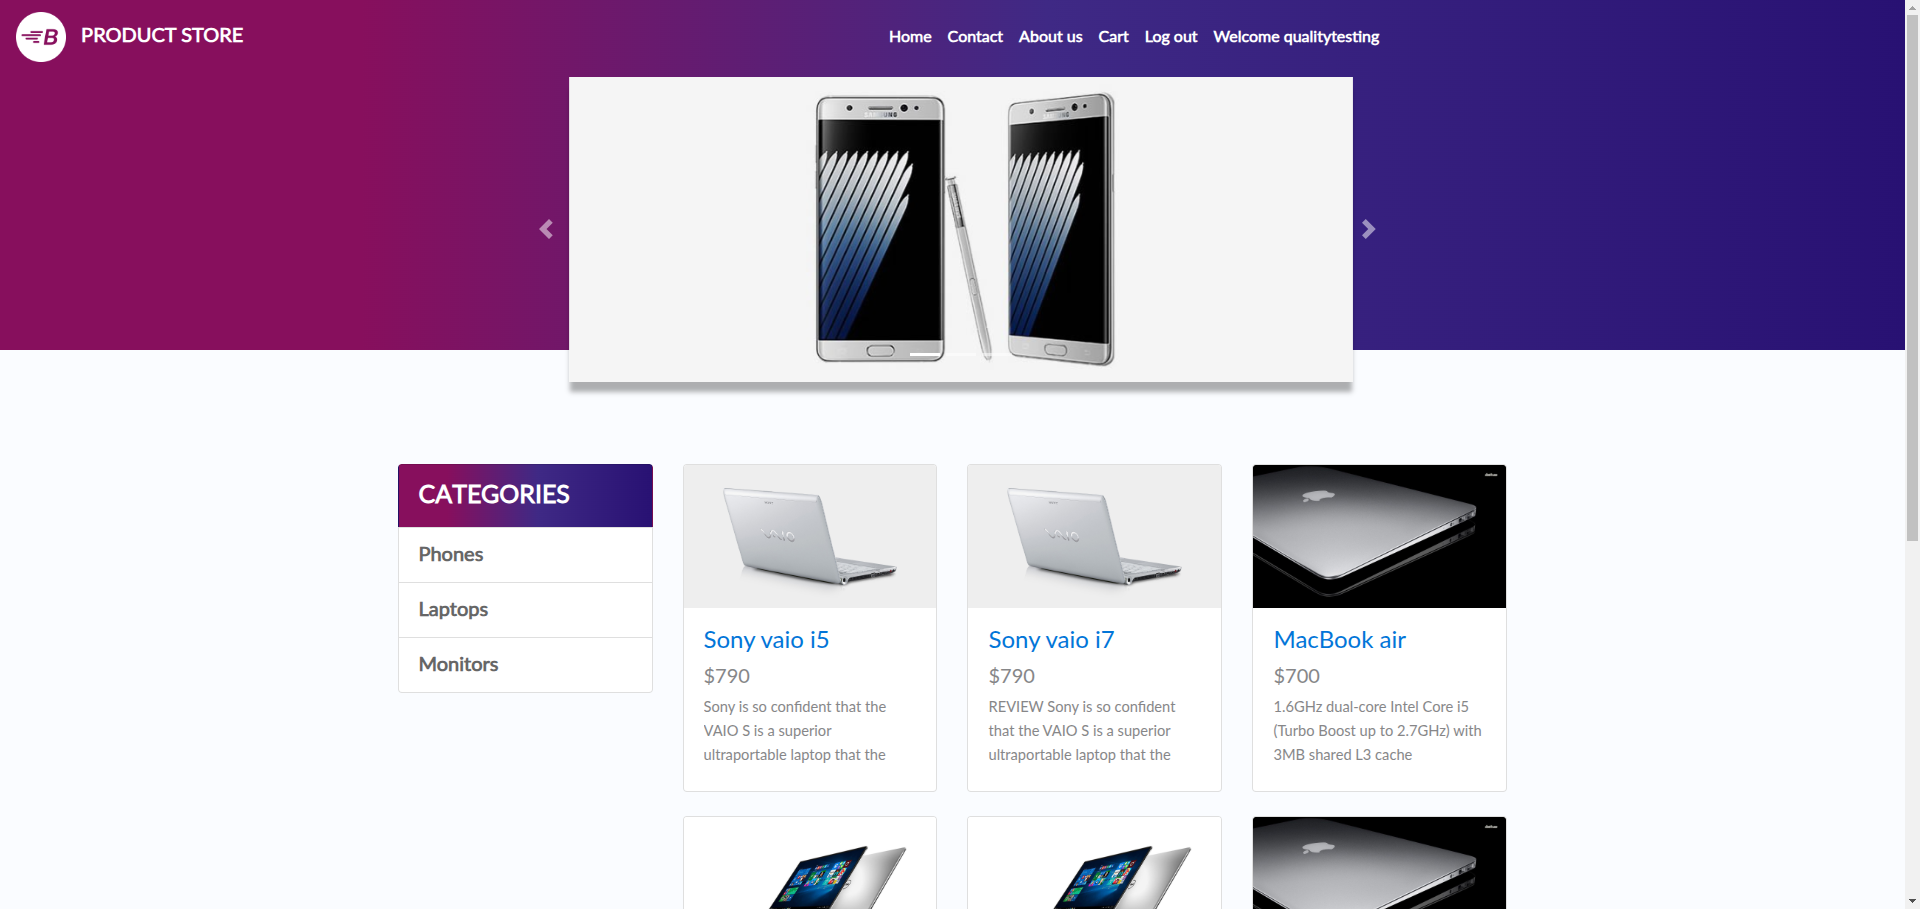 B PRODUCT STORE
Home Contact About us Cart Log out Welcome qualitytesting
SAMSUNG
CATEGORIES
Phones
Laptops
Monitors
VAIO
Sony vaio i5
$790
Sony is so confident that the
VAIO S is a superior
ultraportable laptop that the
VAIO
Sony vaio i7
$790
REVIEW Sony is so confident
that the VAIO S is a superior
ultraportable laptop that the
MacBook air
$700
1.6GHz dual-core Intel Core i5
(Turbo Boost up to 2.7GHz) with
3MB shared L3 cache